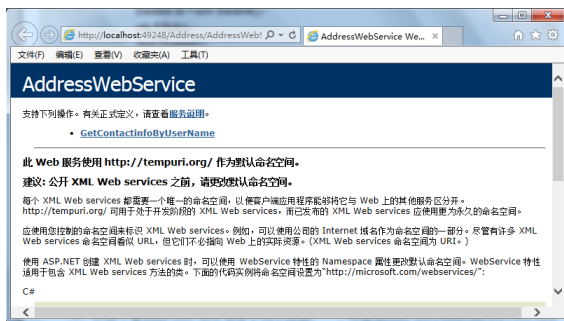 http://localhost:49248/Address/AddressWeb!
AddressWebService We...
文件(F) 编辑(E) 查看(V) 收藏夹(A) 工具(T)
AddressWebService
支持下列操作。有关正式定义，请查看服务说明。
• GetContactinfoByUserName
此 Web 服务使用 http://tempuri.org/ 作为默认命名空间。
建议: 公开 XML Web services 之前，请更改默认命名空间。
每个 XML Web services 都需要一个唯一的命名空间，以便客户端应用程序能够将它与 Web 上的其他服务区分开。
http://tempuri.org/ 可用于处于开发阶段的 XML Web services，而已发布的 XML Web services 应使用更为永久的命名空间。
应使用您控制的命名空间来标识 XML Web services。例如，可以使用公司的 Internet 域名作为命名空间的一部分。尽管有许多 XML
Web services 命名空间看似 URL，但它们不必指向 Web 上的实际资源。(XML Web services 命名空间为 URI。)
使用 ASP.NET 创建 XML Web services 时，可以使用 WebService 特性的 Namespace 属性更改默认命名空间。WebService 特性
适用于包含 XML Web services 方法的类。下面的代码实例将命名空间设置为"http://microsoft.com/webservices/":
C#